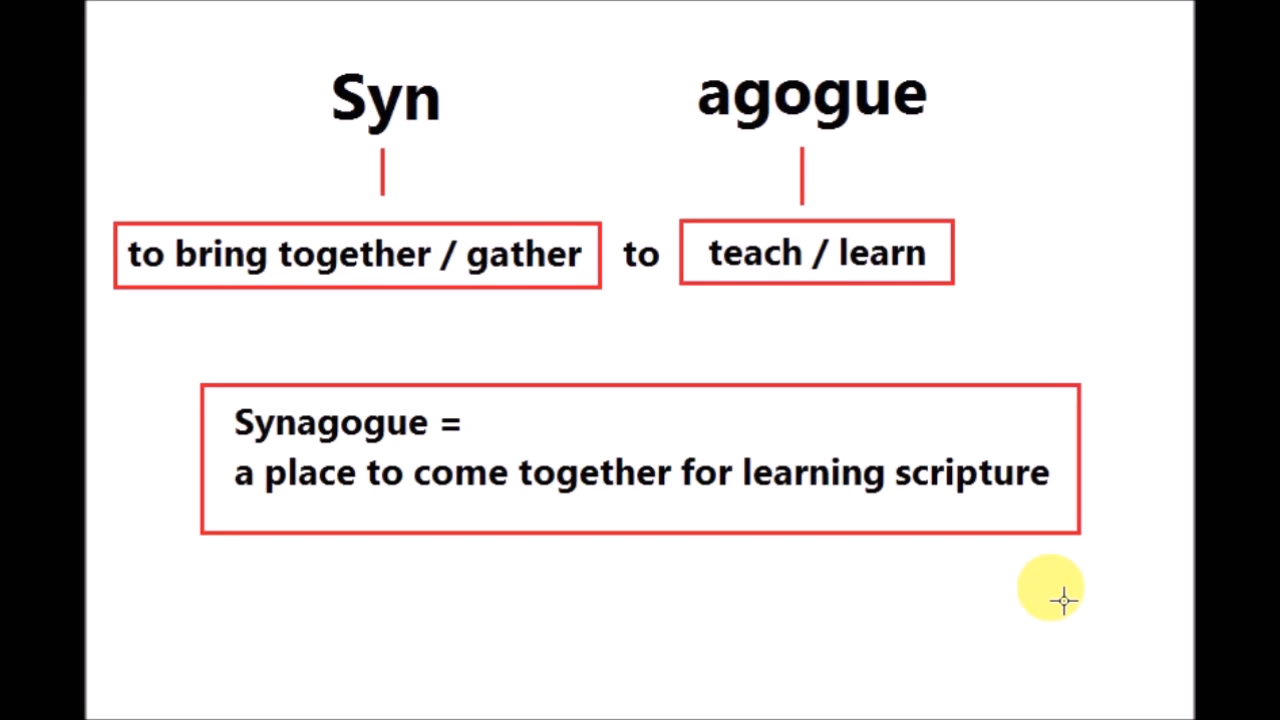 Syn agogue
to bring together / gather to teach / learn
Synagogue =
a place to come together for learning scripture